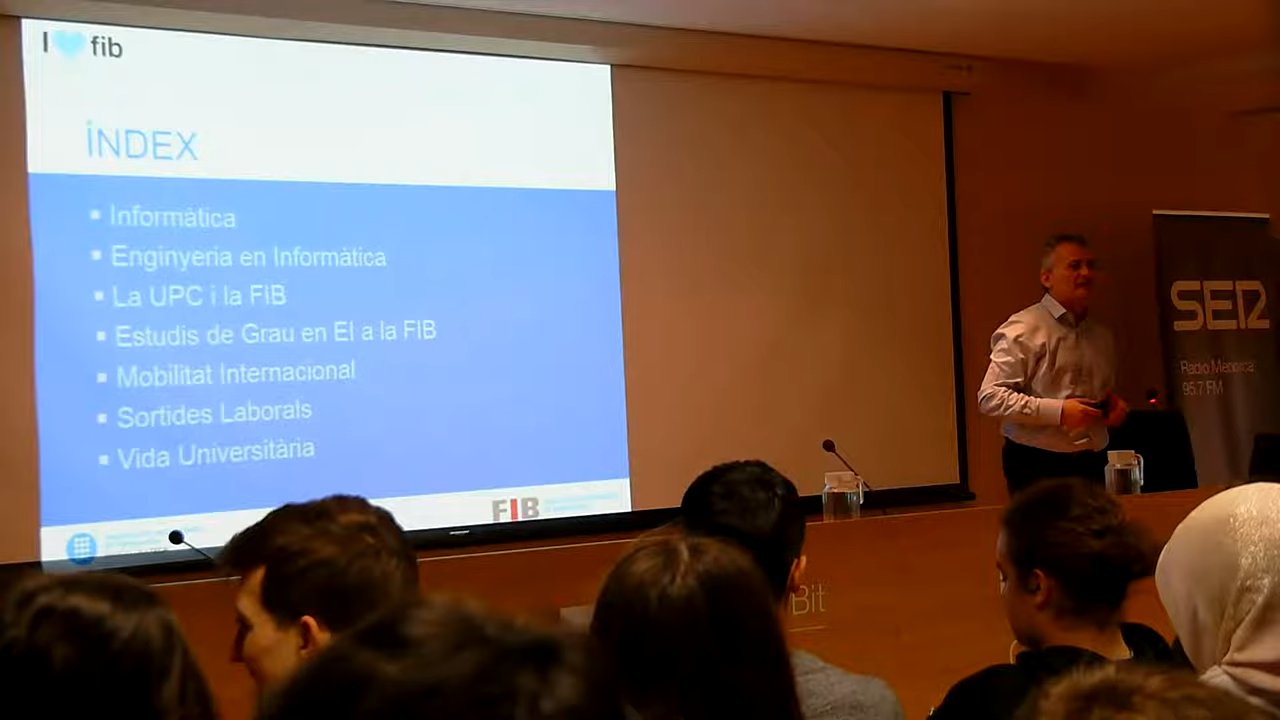 I fib
ÍNDEX
Informàtica
Enginyeria en Informàtica
La UPC i la FIB
Estudis de Grau en EI a la FIB
Mobilitat Internacional
Sortides Laborals
Vida Universitària
FIB
SER
Radio Menorca
95.7 FM
Bit